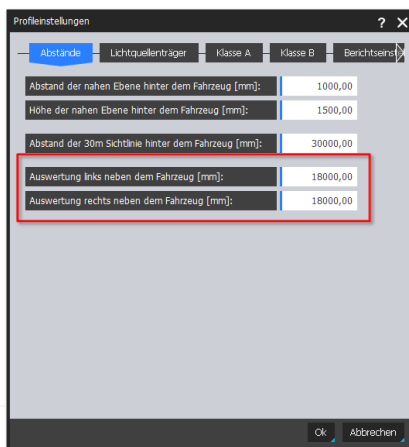 Profileinstellungen ? X
Abstände Lichtquellenträger Klasse A Klasse B
Abstand der nahen Ebene hinter dem Fahrzeug [mm]: 1000,00
Höhe der nahen Ebene hinter dem Fahrzeug [mm]: 1500,00
Abstand der 30m Sichtlinie hinter dem Fahrzeug [mm]: 30000,00
Auswertung links neben dem Fahrzeug [mm]: 18000,00
Auswertung rechts neben dem Fahrzeug [mm]: 18000,00
Ok Abbrechen